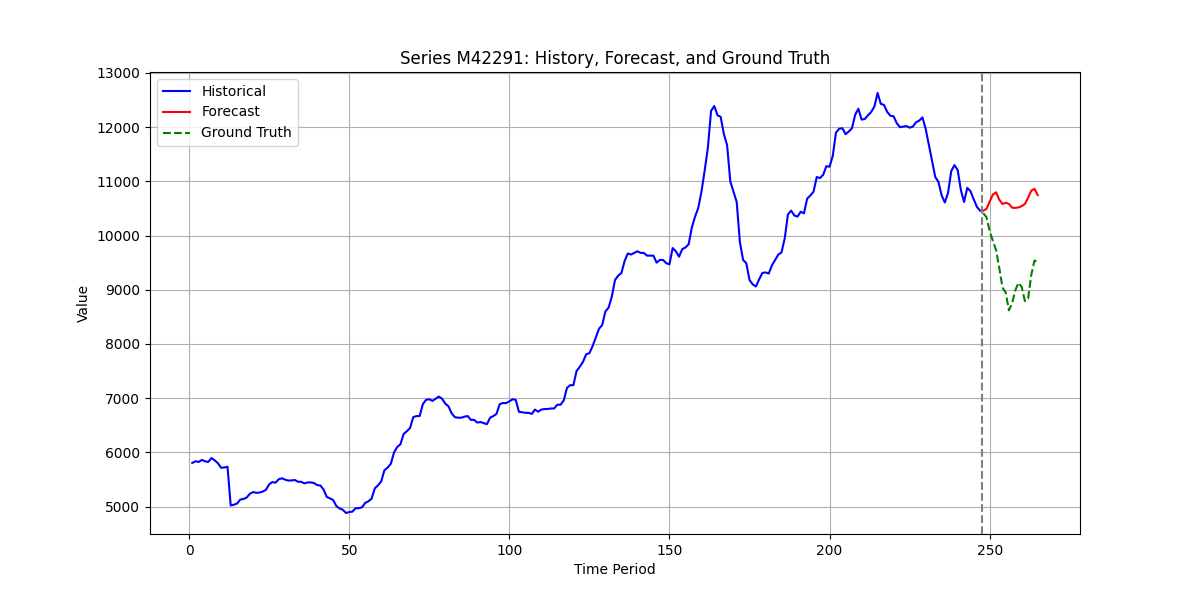 Series M42291: History, Forecast, and Ground Truth
13000
12000
11000
10000
9000
8000
7000
6000
5000
Value
Historical
Forecast
Ground Truth
0
50
100
150
200
250
Time Period